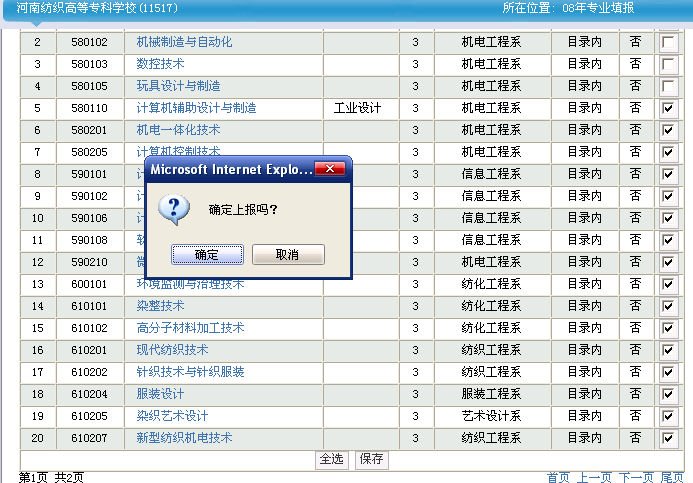 河南纺织高等专科学校(11517) 所在位置: 08年专业填报
2 580102 机械制造与自动化 3 机电工程系 目录内 否
3 580103 数控技术 3 机电工程系 目录内 否
4 580105 玩具设计与制造 3 机电工程系 目录内 否
5 580110 计算机辅助设计与制造 工业设计 3 机电工程系 目录内 否
6 580201 机电一体化技术 3 机电工程系 目录内 否
7 580205 计算机控制技术 3 机电工程系 目录内 否
Microsoft Internet Explo...
8 590101 计 3 信息工程系 目录内 否
9 590102 计 3 信息工程系 目录内 否
确定上报吗?
10 590106 计 3 信息工程系 目录内 否
11 590108 软 3 信息工程系 目录内 否
确定 取消
12 590210 微 3 机电工程系 目录内 否
13 600101 环境监测与治理技术 3 纺化工程系 目录内 否
14 610101 染整技术 3 纺化工程系 目录内 否
15 610102 高分子材料加工技术 3 纺化工程系 目录内 否
16 610201 现代纺织技术 3 纺织工程系 目录内 否
17 610202 针织技术与针织服装 3 纺织工程系 目录内 否
18 610204 服装设计 3 服装工程系 目录内 否
19 610205 染织艺术设计 3 艺术设计系 目录内 否
20 610207 新型纺织机电技术 3 纺织工程系 目录内 否
全选 保存
第1页 共2页 首页 上一页 下一页 尾页